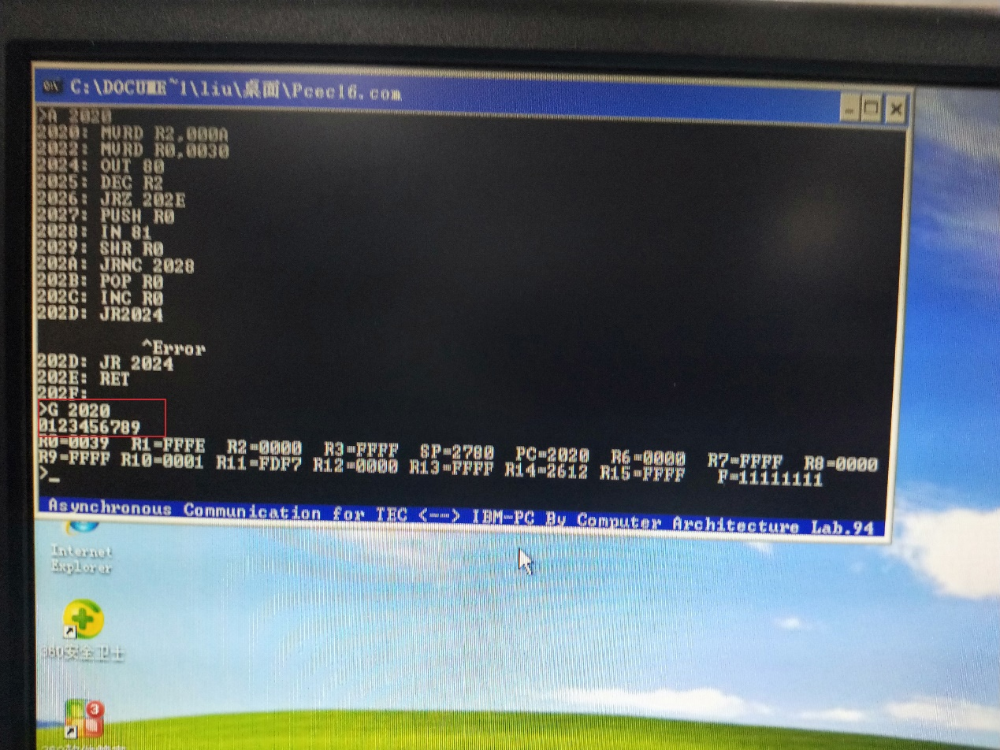 C:\DOCUME~1\liu\桌面\Pcec16.com
>A 2020
2020: MVRD R2,000A
2022: MVRD R0,0030
2024: OUT 80
2025: DEC R2
2026: JRZ 202E
2027: PUSH R0
2028: IN 81
2029: SHR R0
202A: JRNC 2028
202B: POP R0
202C: INC R0
202D: JR2024
^Error
202D: JR 2024
202E: RET
202F:
>G 2020
0123456789
R0=0039 R1=FFFE R2=0000 R3=FFFF SP=2780 PC=2020 R6=0000 R7=FFFF R8=0000
R9=FFFF R10=0001 R11=FDF7 R12=0000 R13=FFFF R14=2612 R15=FFFF F=11111111
>_
Asynchronous Communication for TEC <--> IBM-PC By Computer Architecture Lab.94
Internet
Explorer
360安全卫士
3